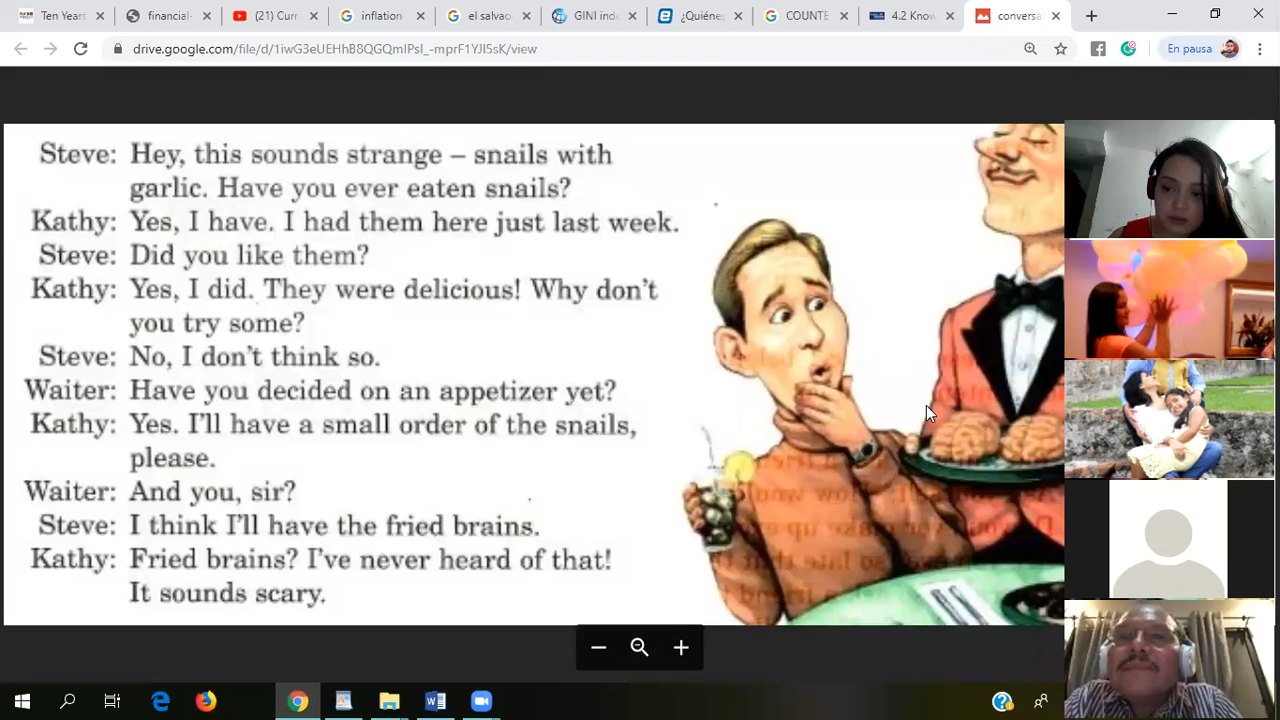 Ten Years
financial-
(21) Curr
inflation
el salvado
GINI inde
¿Quiénes
COUNTE
4.2 Know
conversa
drive.google.com/file/d/1iwG3eUEHhB8QGQmIPsI_-mprF1YJI5sK/view
En pausa
Steve: Hey, this sounds strange – snails with
garlic. Have you ever eaten snails?
Kathy: Yes, I have. I had them here just last week.
Steve: Did you like them?
Kathy: Yes, I did. They were delicious! Why don't
you try some?
Steve: No, I don't think so.
Waiter: Have you decided on an appetizer yet?
Kathy: Yes. I'll have a small order of the snails,
please.
Waiter: And you, sir?
Steve: I think I'll have the fried brains.
Kathy: Fried brains? I've never heard of that!
It sounds scary.